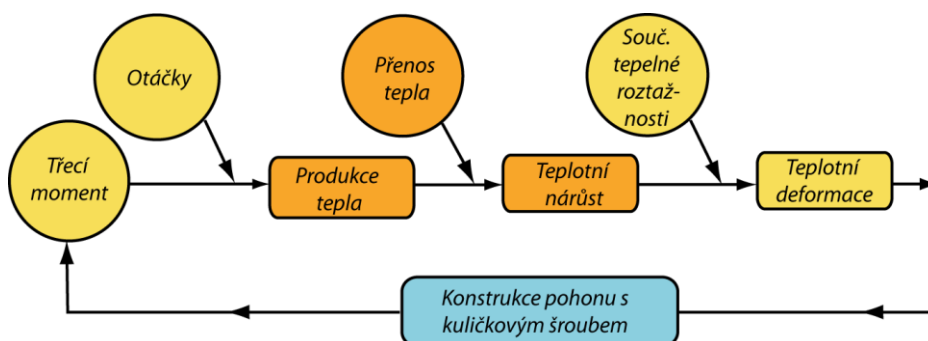 Otáčky
Přenos
tepla
Souč.
tepelné
roztaž-
nosti
Třecí
moment
Produkce
tepla
Teplotní
nárůst
Teplotní
deformace
Konstrukce pohonu s
kuličkovým šroubem